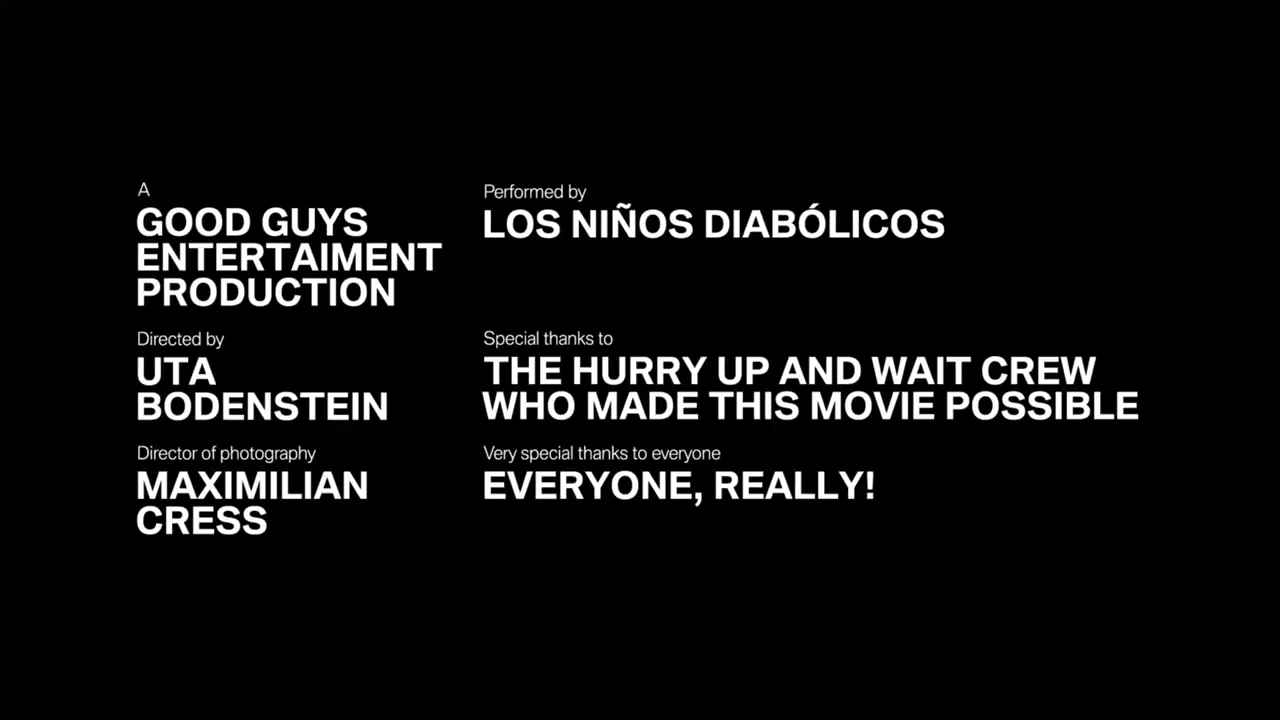 A
GOOD GUYS
ENTERTAIMENT
PRODUCTION
Directed by
UTA
BODENSTEIN
Director of photography
MAXIMILIAN
CRESS
Performed by
LOS NIÑOS DIABÓLICOS
Special thanks to
THE HURRY UP AND WAIT CREW
WHO MADE THIS MOVIE POSSIBLE
Very special thanks to everyone
EVERYONE, REALLY!